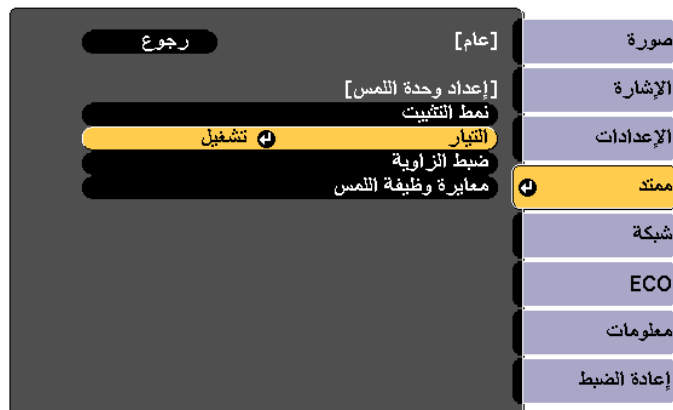 صورة
الإشارة
الإعدادات
ممتد
شبكة
ECO
معلومات
إعادة الضبط
[عام] رجوع
[إعداد وحدة اللمس]
نمط التثبيت
التيار تشغيل
ضبط الزاوية
معايرة وظيفة اللمس